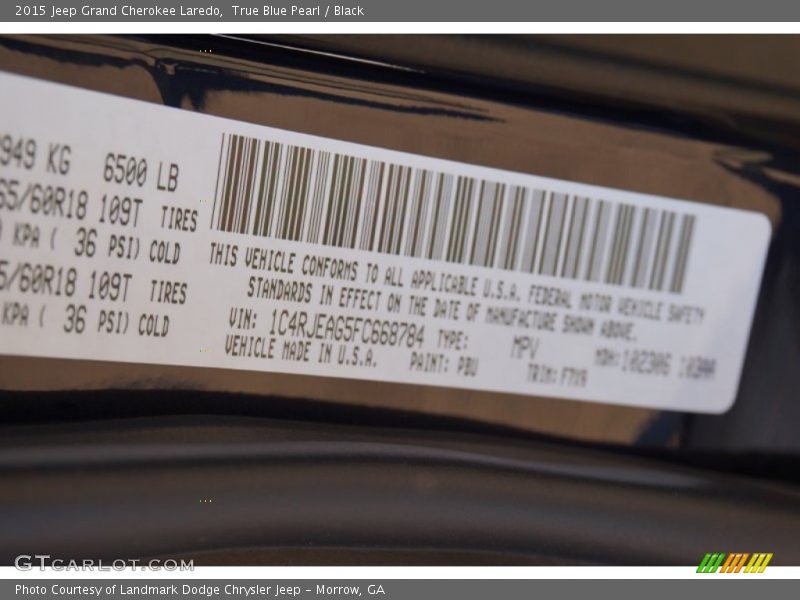 2015 Jeep Grand Cherokee Laredo, True Blue Pearl / Black
949 KG 6500 LB
65/60R18 109T TIRES
KPA ( 36 PSI) COLD
5/60R18 109T TIRES
KPA ( 36 PSI) COLD
THIS VEHICLE CONFORMS TO ALL APPLICABLE U.S.A. FEDERAL MOTOR VEHICLE SAFETY
STANDARDS IN EFFECT ON THE DATE OF MANUFACTURE SHOWN ABOVE.
VIN: 1C4RJEAG5FC668784 TYPE: MPV
VEHICLE MADE IN U.S.A. PAINT: PBU TRIM:
GTCARLOT.COM
Photo Courtesy of Landmark Dodge Chrysler Jeep – Morrow, GA